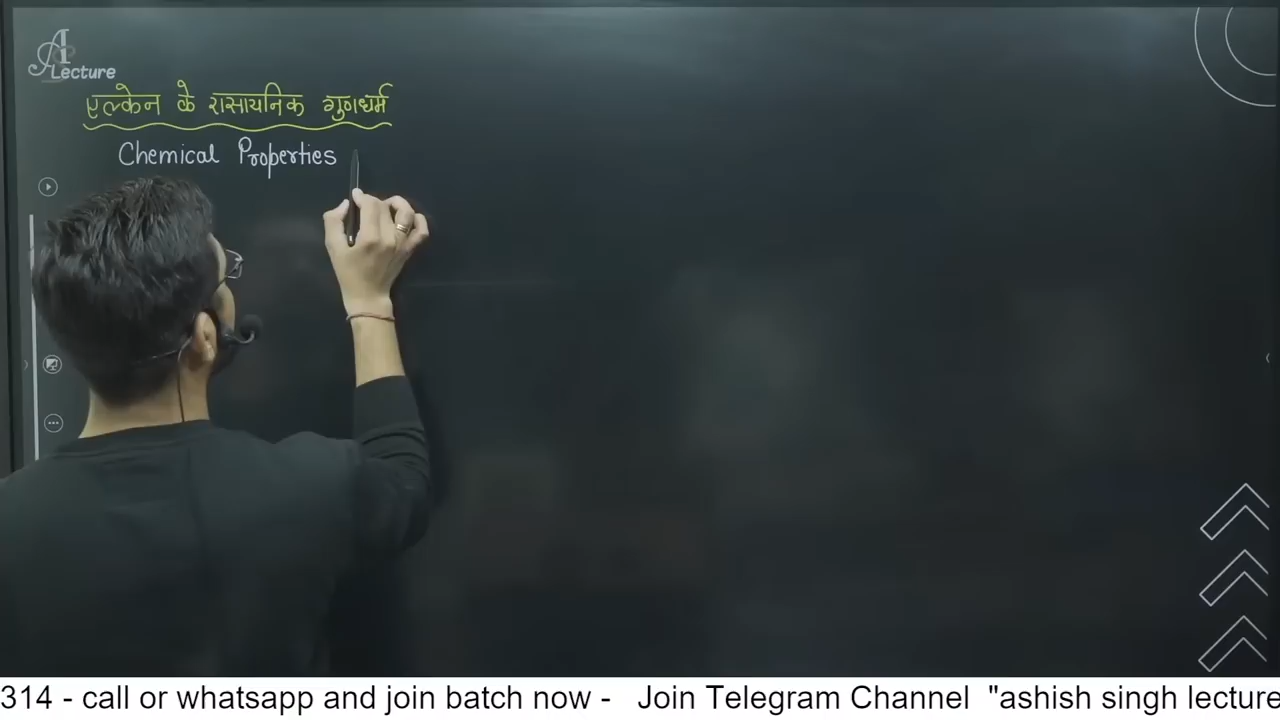 A
Lecture
एल्केन के रासायनिक गुणधर्म
Chemical Properties
314 - call or whatsapp and join batch now - Join Telegram Channel "ashish singh lecture